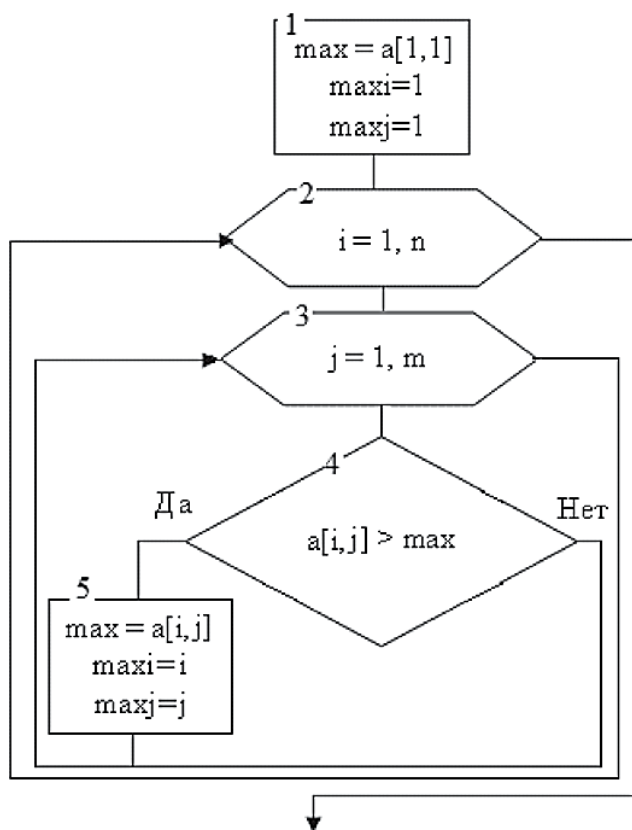 1
max = a[1,1]
maxi=1
maxj=1
2
i = 1, n
3
j = 1, m
4
Да
Нет
a[i,j] > max
5
max = a[i,j]
maxi=i
maxj=j